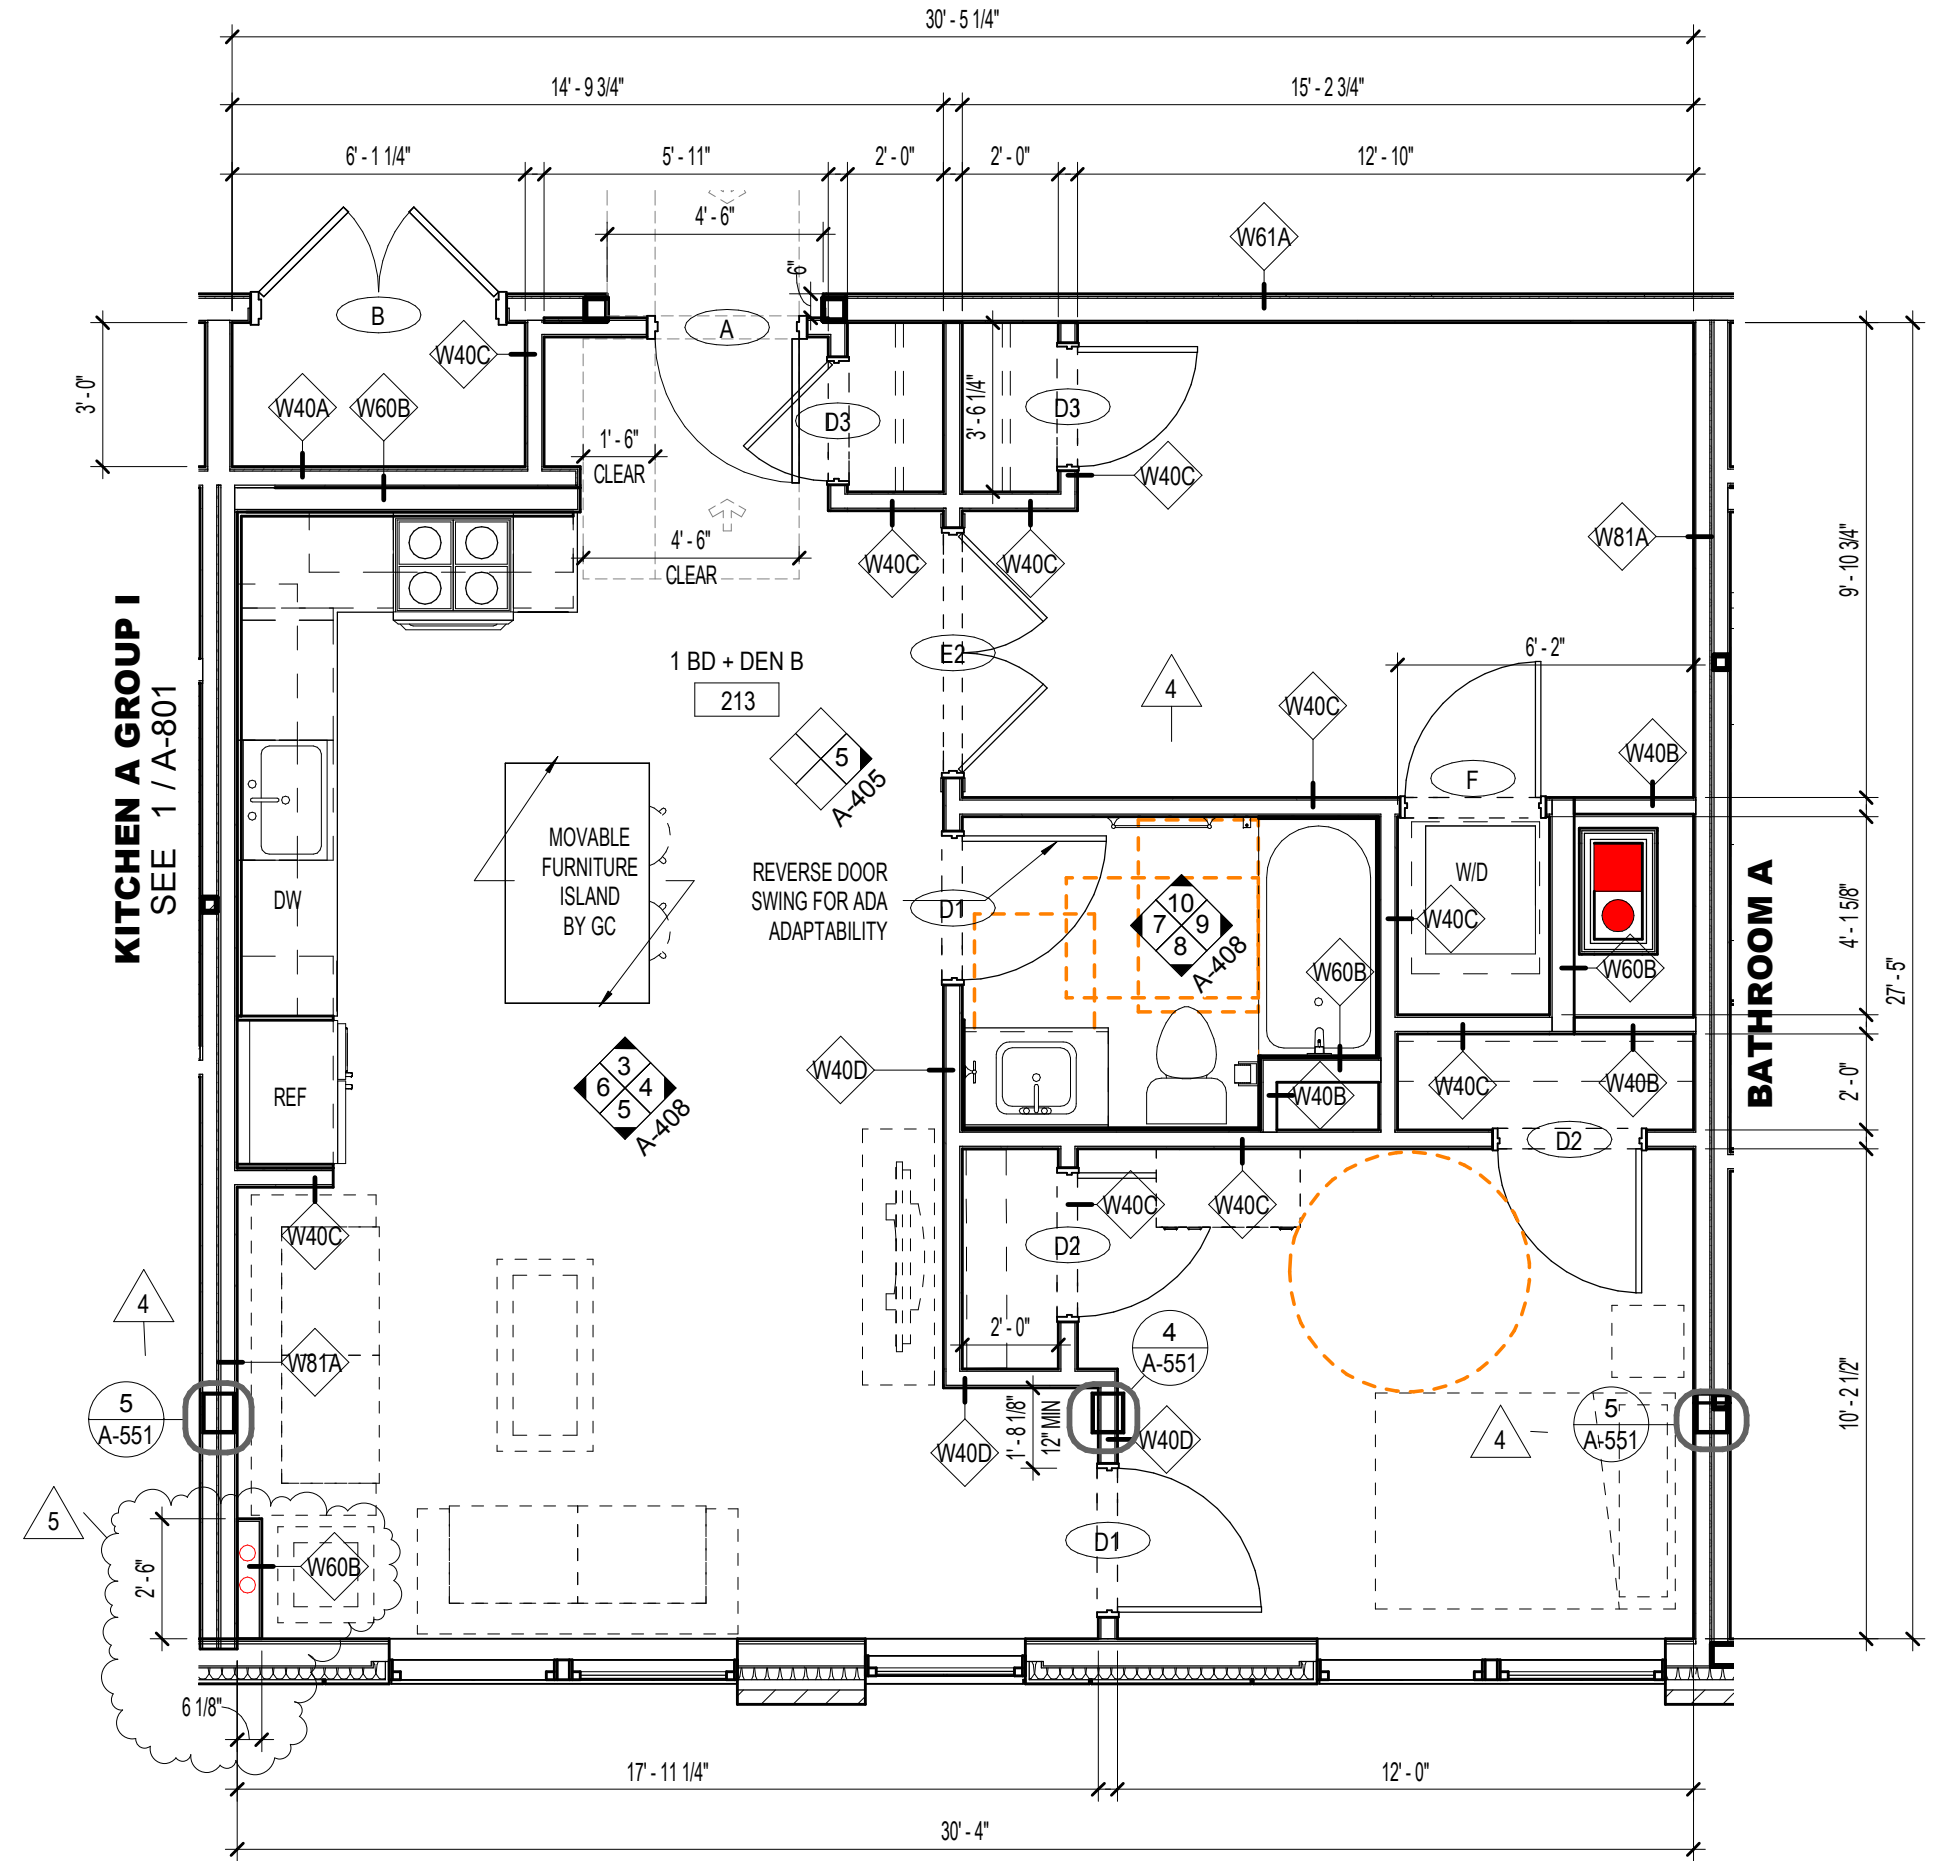 30' - 5 1/4"
14' - 9 3/4"
15' - 2 3/4"
6' - 1 1/4"
5' - 11"
2' - 0"
2' - 0"
12' - 10"
4' - 6"
6"
W61A
B
A
W40C
3' - 0"
W40A
W60B
D3
3' - 6 1/4"
D3
1' - 6"
CLEAR
W40C
4' - 6"
CLEAR
W40C
W40C
W81A
9' - 10 3/4"
KITCHEN A GROUP I
SEE 1 / A-801
1 BD + DEN B
213
E2
6' - 2"
4
W40C
W40B
5
A-405
F
MOVABLE
FURNITURE
ISLAND
BY GC
REVERSE DOOR
SWING FOR ADA
ADAPTABILITY
D1
10
7
9
8
A-408
W/D
W40C
DW
W60B
W60B
4' - 1 5/8"
27' - 5"
BATHROOM A
REF
3
6
4
5
A-408
W40D
W40B
W40C
W40B
2' - 0"
D2
W40C
W40C
W40C
D2
4
W81A
2' - 0"
4
A-551
5
A-551
1' - 8 1/8"
12" MIN
W40D
W40D
4
5
A-551
10' - 2 1/2"
5
2' - 6"
W60B
D1
6 1/8"
17' - 11 1/4"
12' - 0"
30' - 4"